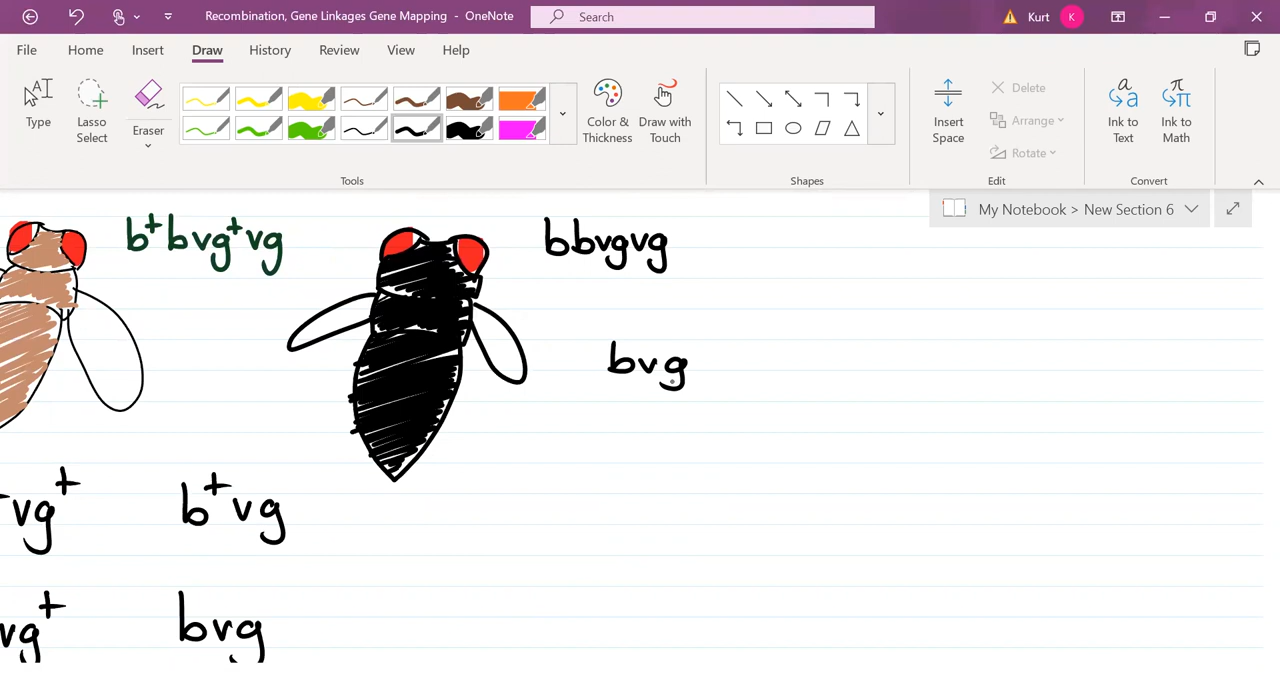 Recombination, Gene Linkages Gene Mapping - OneNote
Search
Kurt
K
File Home Insert Draw History Review View Help
Type
Lasso Select
Eraser
Color & Thickness
Draw with Touch
Insert Space
Delete
Arrange
Rotate
Ink to Text
Ink to Math
Tools
Shapes
Edit
Convert
My Notebook > New Section 6
b⁺bvg⁺vg
bbvgvg
bvg
vg⁺
b⁺vg
vg⁺
bvg